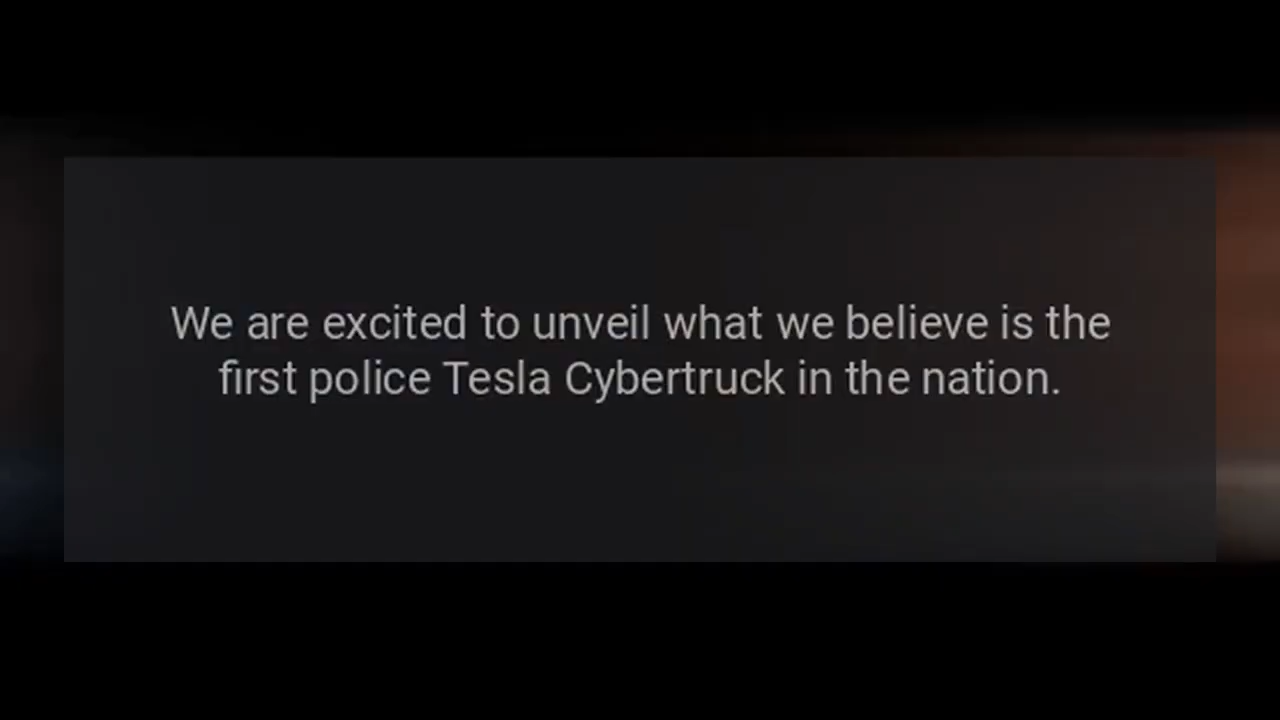 We are excited to unveil what we believe is the
first police Tesla Cybertruck in the nation.